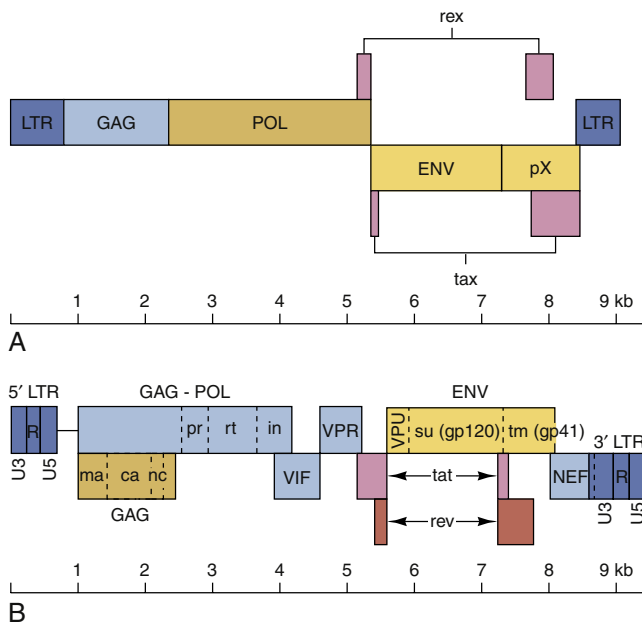 rex
LTR GAG POL LTR
ENV pX
tax
1 2 3 4 5 6 7 8 9 kb
A
5′ LTR GAG - POL ENV
R pr rt in VPR VPU su (gp120) tm (gp41)
3′ LTR
U3 U5 ma ca nc VIF tat NEF U3 R U5
GAG rev
1 2 3 4 5 6 7 8 9 kb
B